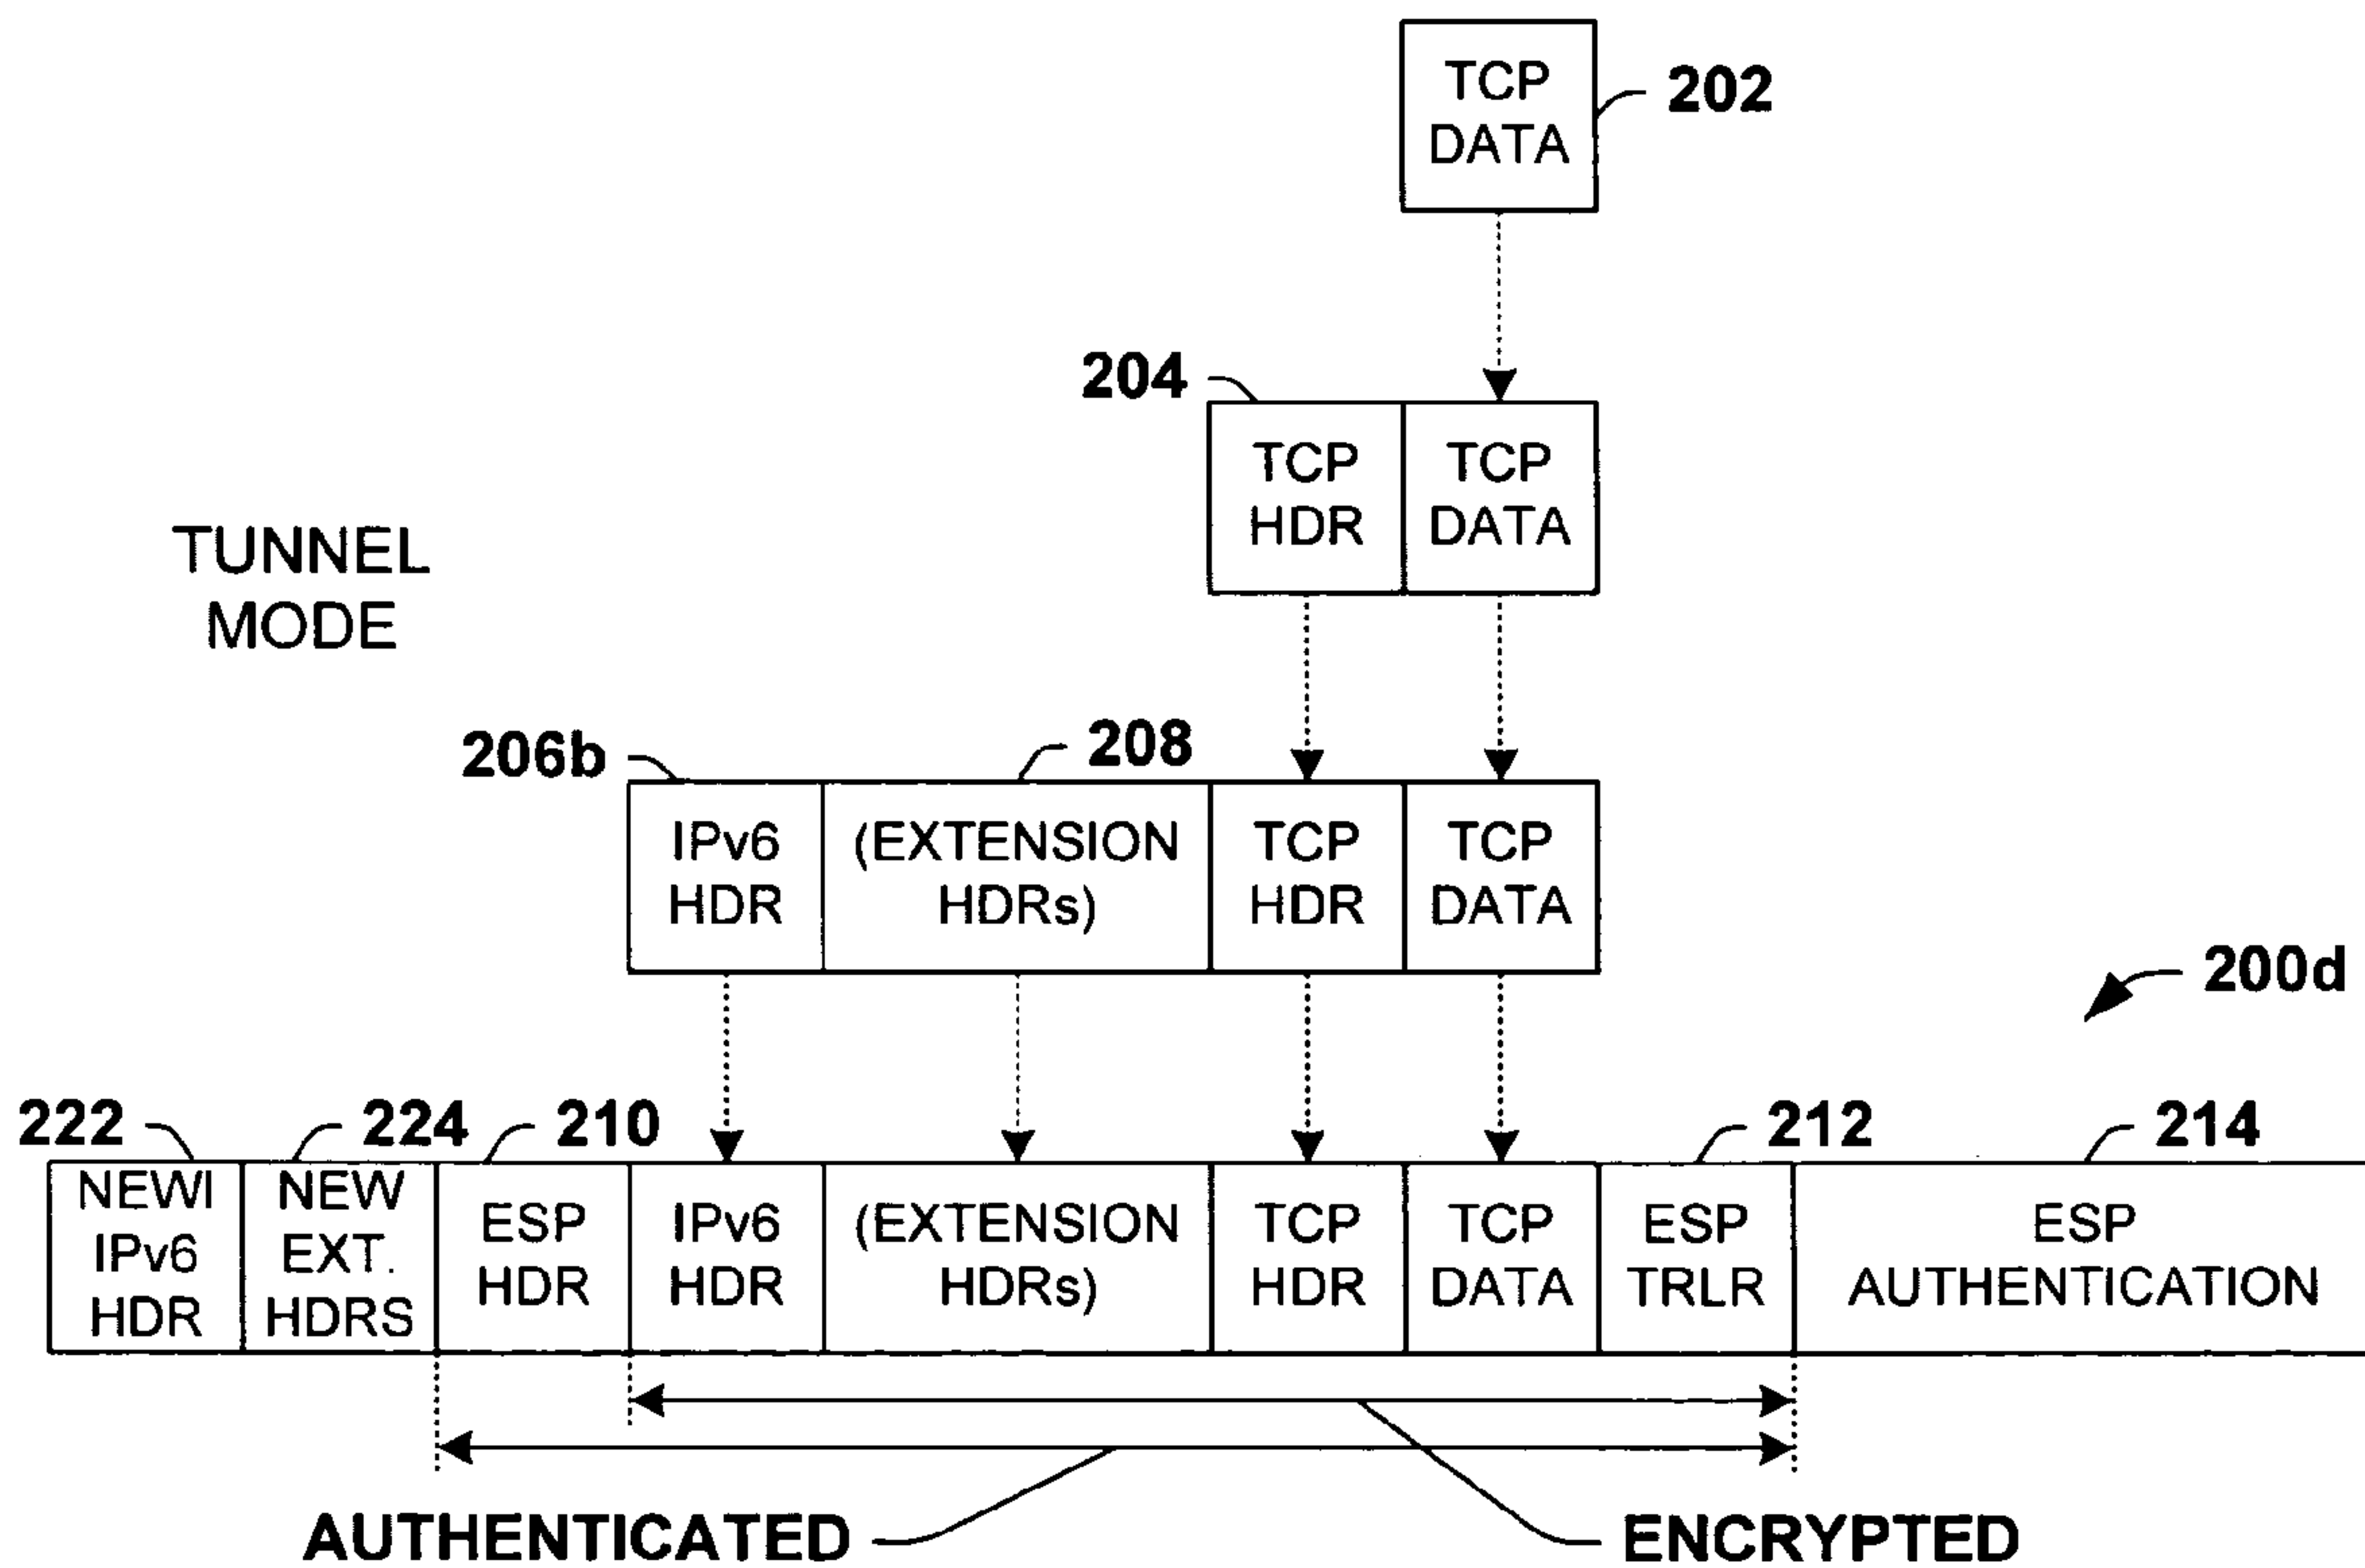 TCP
DATA
202
204
TCP
HDR
TCP
DATA
TUNNEL
MODE
206b
208
IPv6
HDR
(EXTENSION
HDRs)
TCP
HDR
TCP
DATA
200d
222
224
210
212
214
NEWI
IPv6
HDR
NEW
EXT.
HDRS
ESP
HDR
IPv6
HDR
(EXTENSION
HDRs)
TCP
HDR
TCP
DATA
ESP
TRLR
ESP
AUTHENTICATION
AUTHENTICATED
ENCRYPTED